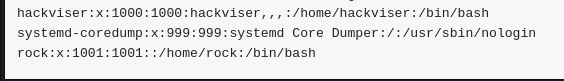 hackviser:x:1000:1000:hackviser,,,:/home/hackviser:/bin/bash
systemd-coredump:x:999:999:systemd Core Dumper:/:/usr/sbin/nologin
rock:x:1001:1001::/home/rock:/bin/bash